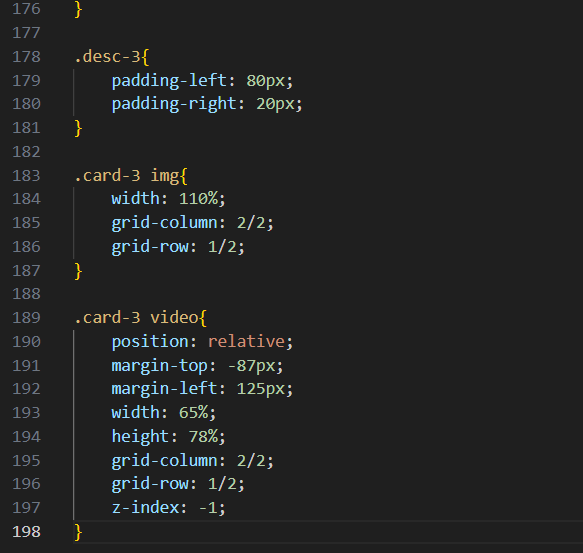 176 }
177
178 .desc-3{
179     padding-left: 80px;
180     padding-right: 20px;
181 }
182
183 .card-3 img{
184     width: 110%;
185     grid-column: 2/2;
186     grid-row: 1/2;
187 }
188
189 .card-3 video{
190     position: relative;
191     margin-top: -87px;
192     margin-left: 125px;
193     width: 65%;
194     height: 78%;
195     grid-column: 2/2;
196     grid-row: 1/2;
197     z-index: -1;
198 }